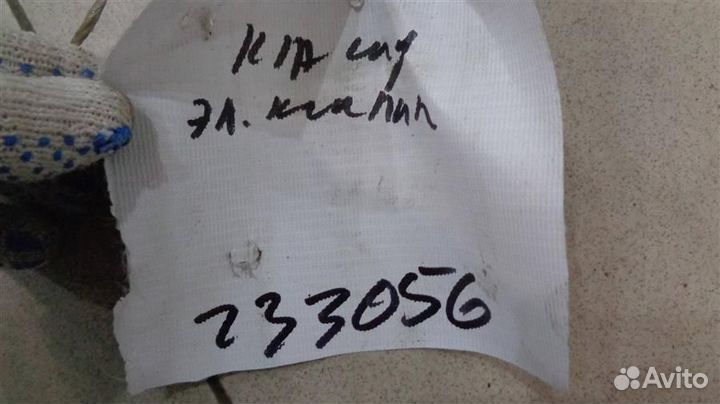 Kia сид
эл. клапан
233056
Avito